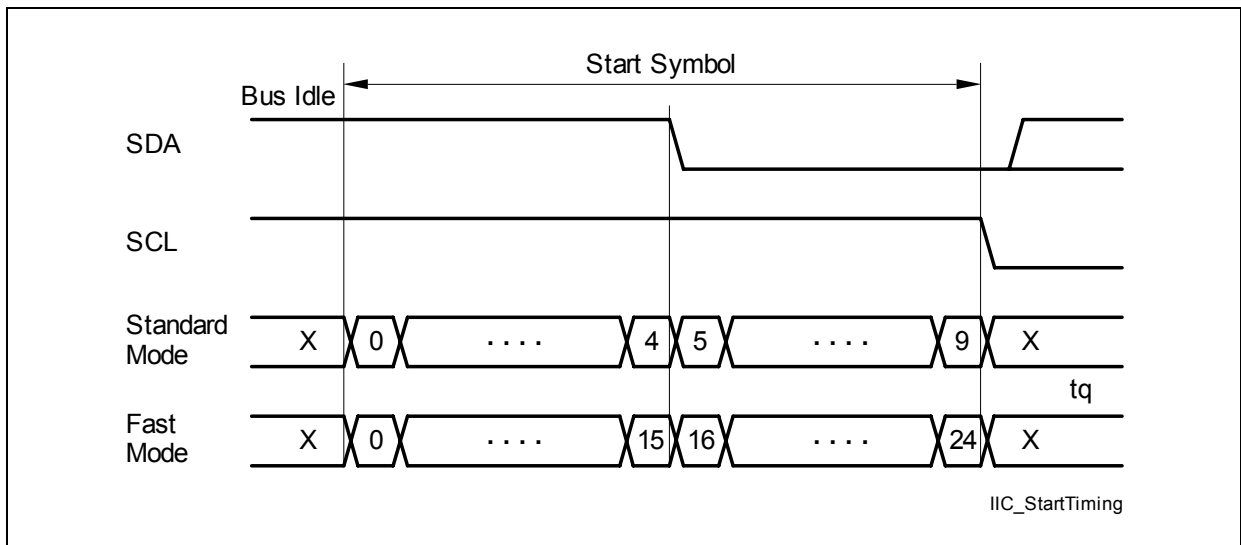 Start Symbol
Bus Idle
SDA
SCL
Standard
Mode
X 0 . . . . 4 5 . . . . 9 X
tq
Fast
Mode
X 0 . . . . 15 16 . . . . 24 X
IIC_StartTiming